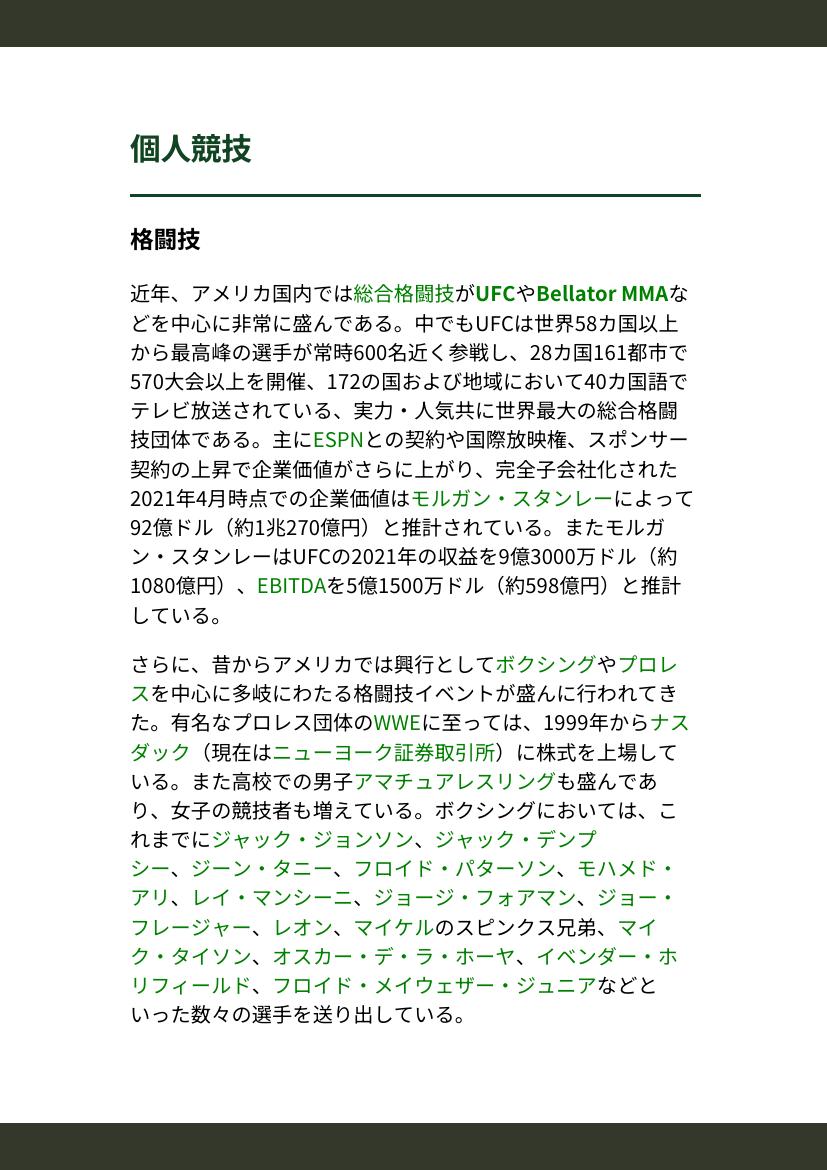 個人競技
格闘技
近年、アメリカ国内では総合格闘技がUFCやBellator MMAな
どを中心に非常に盛んである。中でもUFCは世界58カ国以上
から最高峰の選手が常時600名近く参戦し、28カ国161都市で
570大会以上を開催、172の国および地域において40カ国語で
テレビ放送されている、実力・人気共に世界最大の総合格闘
技団体である。主にESPNとの契約や国際放映権、スポンサー
契約の上昇で企業価値がさらに上がり、完全子会社化された
2021年4月時点での企業価値はモルガン・スタンレーによって
92億ドル（約1兆270億円）と推計されている。またモルガ
ン・スタンレーはUFCの2021年の収益を9億3000万ドル（約
1080億円）、EBITDAを5億1500万ドル（約598億円）と推計
している。
さらに、昔からアメリカでは興行としてボクシングやプロレ
スを中心に多岐にわたる格闘技イベントが盛んに行われてき
た。有名なプロレス団体のWWEに至っては、1999年からナス
ダック（現在はニューヨーク証券取引所）に株式を上場して
いる。また高校での男子アマチュアレスリングも盛んであ
り、女子の競技者も増えている。ボクシングにおいては、こ
れまでにジャック・ジョンソン、ジャック・デンプ
シー、ジーン・タニー、フロイド・パターソン、モハメド・
アリ、レイ・マンシーニ、ジョージ・フォアマン、ジョー・
フレージャー、レオン、マイケルのスピンクス兄弟、マイ
ク・タイソン、オスカー・デ・ラ・ホーヤ、イベンダー・ホ
リフィールド、フロイド・メイウェザー・ジュニアなどと
いった数々の選手を送り出している。